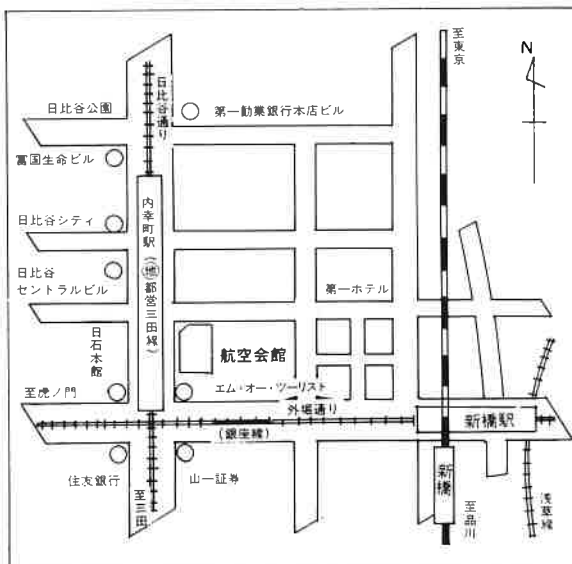 至東京
N
日比谷通り
日比谷公園
第一勧業銀行本店ビル
富国生命ビル
日比谷シティ
内幸町駅(地都営三田線)
日比谷
セントラルビル
第一ホテル
日石本館
航空会館
至虎ノ門
エム・オー・ツーリスト
外堀通り
新橋駅
(銀座線)
住友銀行
山一証券
至三田
新橋
至品川
浅草線